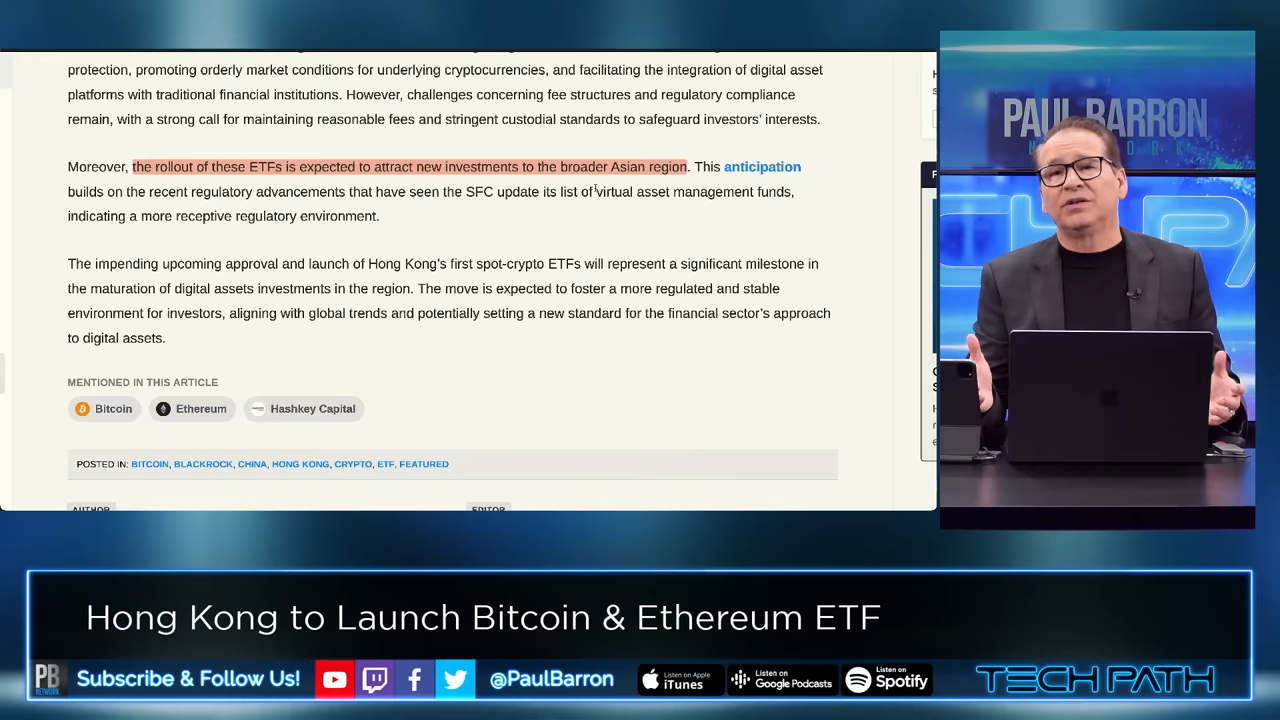 protection, promoting orderly market conditions for underlying cryptocurrencies, and facilitating the integration of digital asset
platforms with traditional financial institutions. However, challenges concerning fee structures and regulatory compliance
remain, with a strong call for maintaining reasonable fees and stringent custodial standards to safeguard investors' interests.
Moreover, the rollout of these ETFs is expected to attract new investments to the broader Asian region. This anticipation
builds on the recent regulatory advancements that have seen the SFC update its list of virtual asset management funds,
indicating a more receptive regulatory environment.
The impending upcoming approval and launch of Hong Kong's first spot-crypto ETFs will represent a significant milestone in
the maturation of digital assets investments in the region. The move is expected to foster a more regulated and stable
environment for investors, aligning with global trends and potentially setting a new standard for the financial sector's approach
to digital assets.
MENTIONED IN THIS ARTICLE
Bitcoin Ethereum Hashkey Capital
POSTED IN: BITCOIN, BLACKROCK, CHINA, HONG KONG, CRYPTO, ETF, FEATURED
AUTHOR EDITOR
PAUL BARRON
NETWORK
TECH PA
Hong Kong to Launch Bitcoin & Ethereum ETF
PB NETWORK
Subscribe & Follow Us!
@PaulBarron
Listen on Apple iTunes
Listen on Google Podcasts
Listen on Spotify
TECH PATH